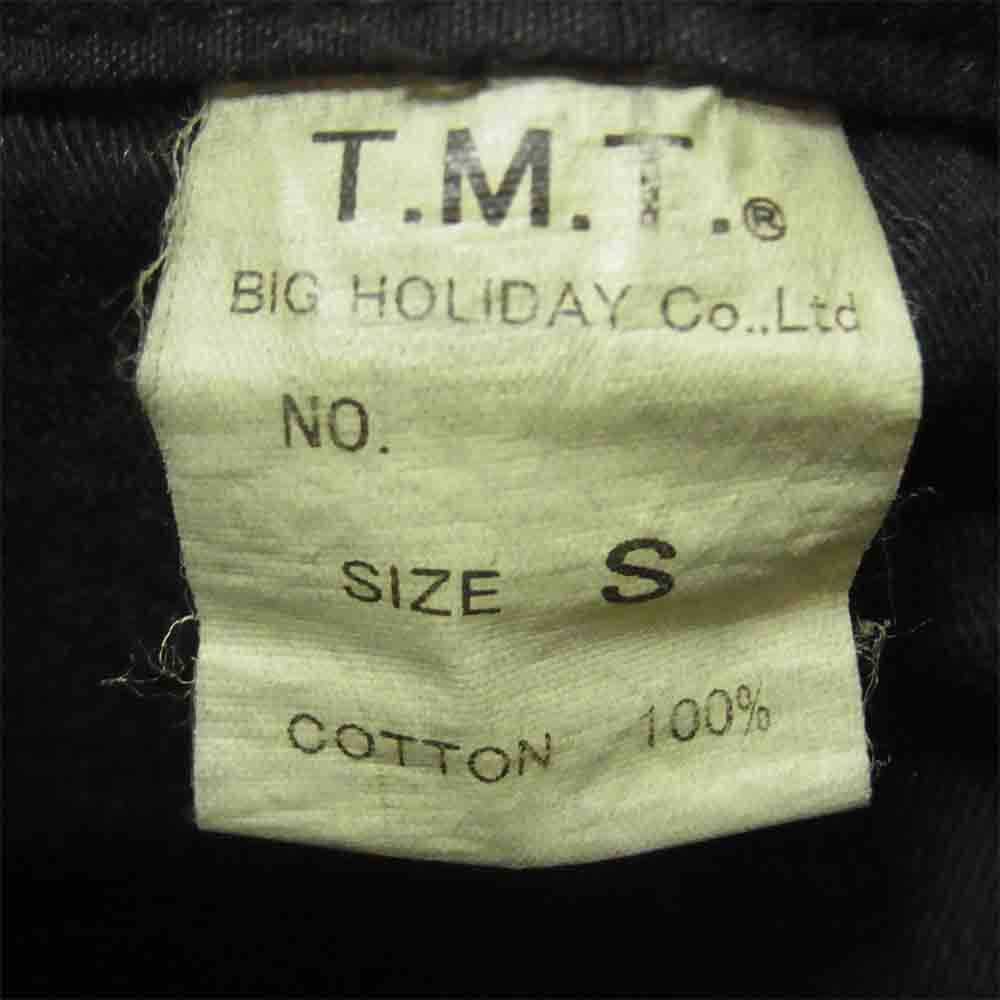 T.M.T.®
BIG HOLIDAY Co.,Ltd
NO.
SIZE S
COTTON 100%